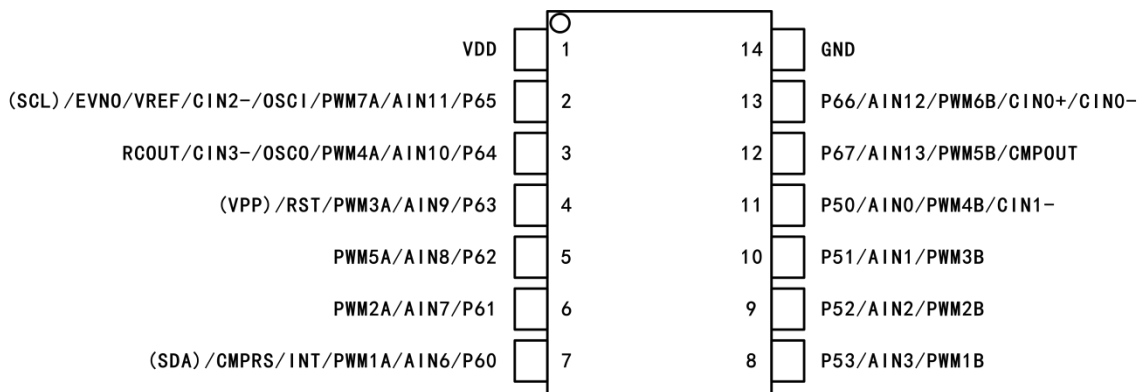 VDD 1 14 GND
(SCL)/EVNO/VREF/CIN2-/OSCI/PWM7A/AIN11/P65 2 13 P66/AIN12/PWM6B/CIN0+/CIN0-
RCOUT/CIN3-/OSCO/PWM4A/AIN10/P64 3 12 P67/AIN13/PWM5B/CMPOUT
(VPP)/RST/PWM3A/AIN9/P63 4 11 P50/AIN0/PWM4B/CIN1-
PWM5A/AIN8/P62 5 10 P51/AIN1/PWM3B
PWM2A/AIN7/P61 6 9 P52/AIN2/PWM2B
(SDA)/CMPRS/INT/PWM1A/AIN6/P60 7 8 P53/AIN3/PWM1B